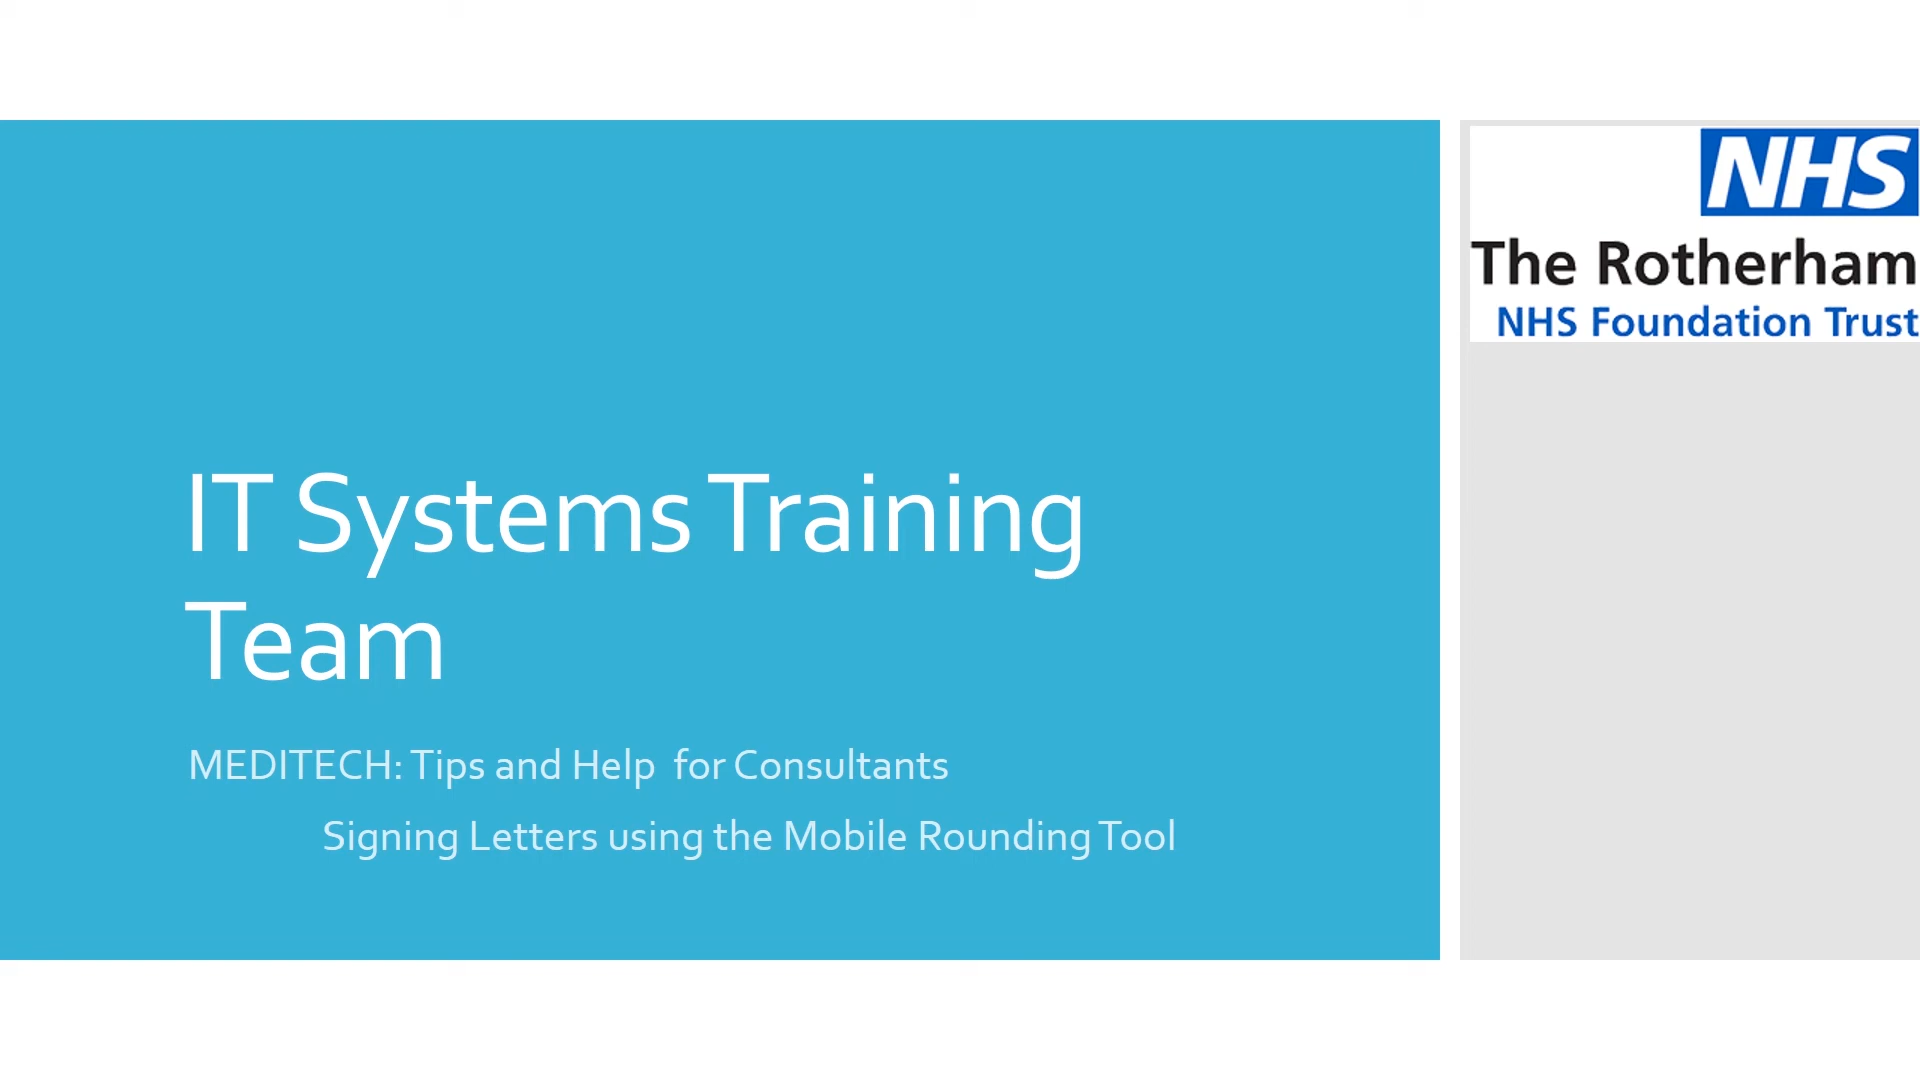 NHS
The Rotherham
NHS Foundation Trust
IT Systems Training
Team
MEDITECH: Tips and Help for Consultants
Signing Letters using the Mobile Rounding Tool